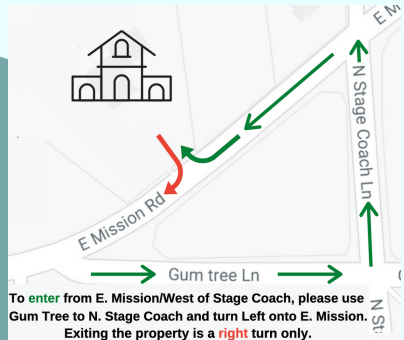 E M
N Stage Coach Ln
E Mission Rd
Gum tree Ln
N St
To enter from E. Mission/West of Stage Coach, please use
Gum Tree to N. Stage Coach and turn Left onto E. Mission.
Exiting the property is a right turn only.